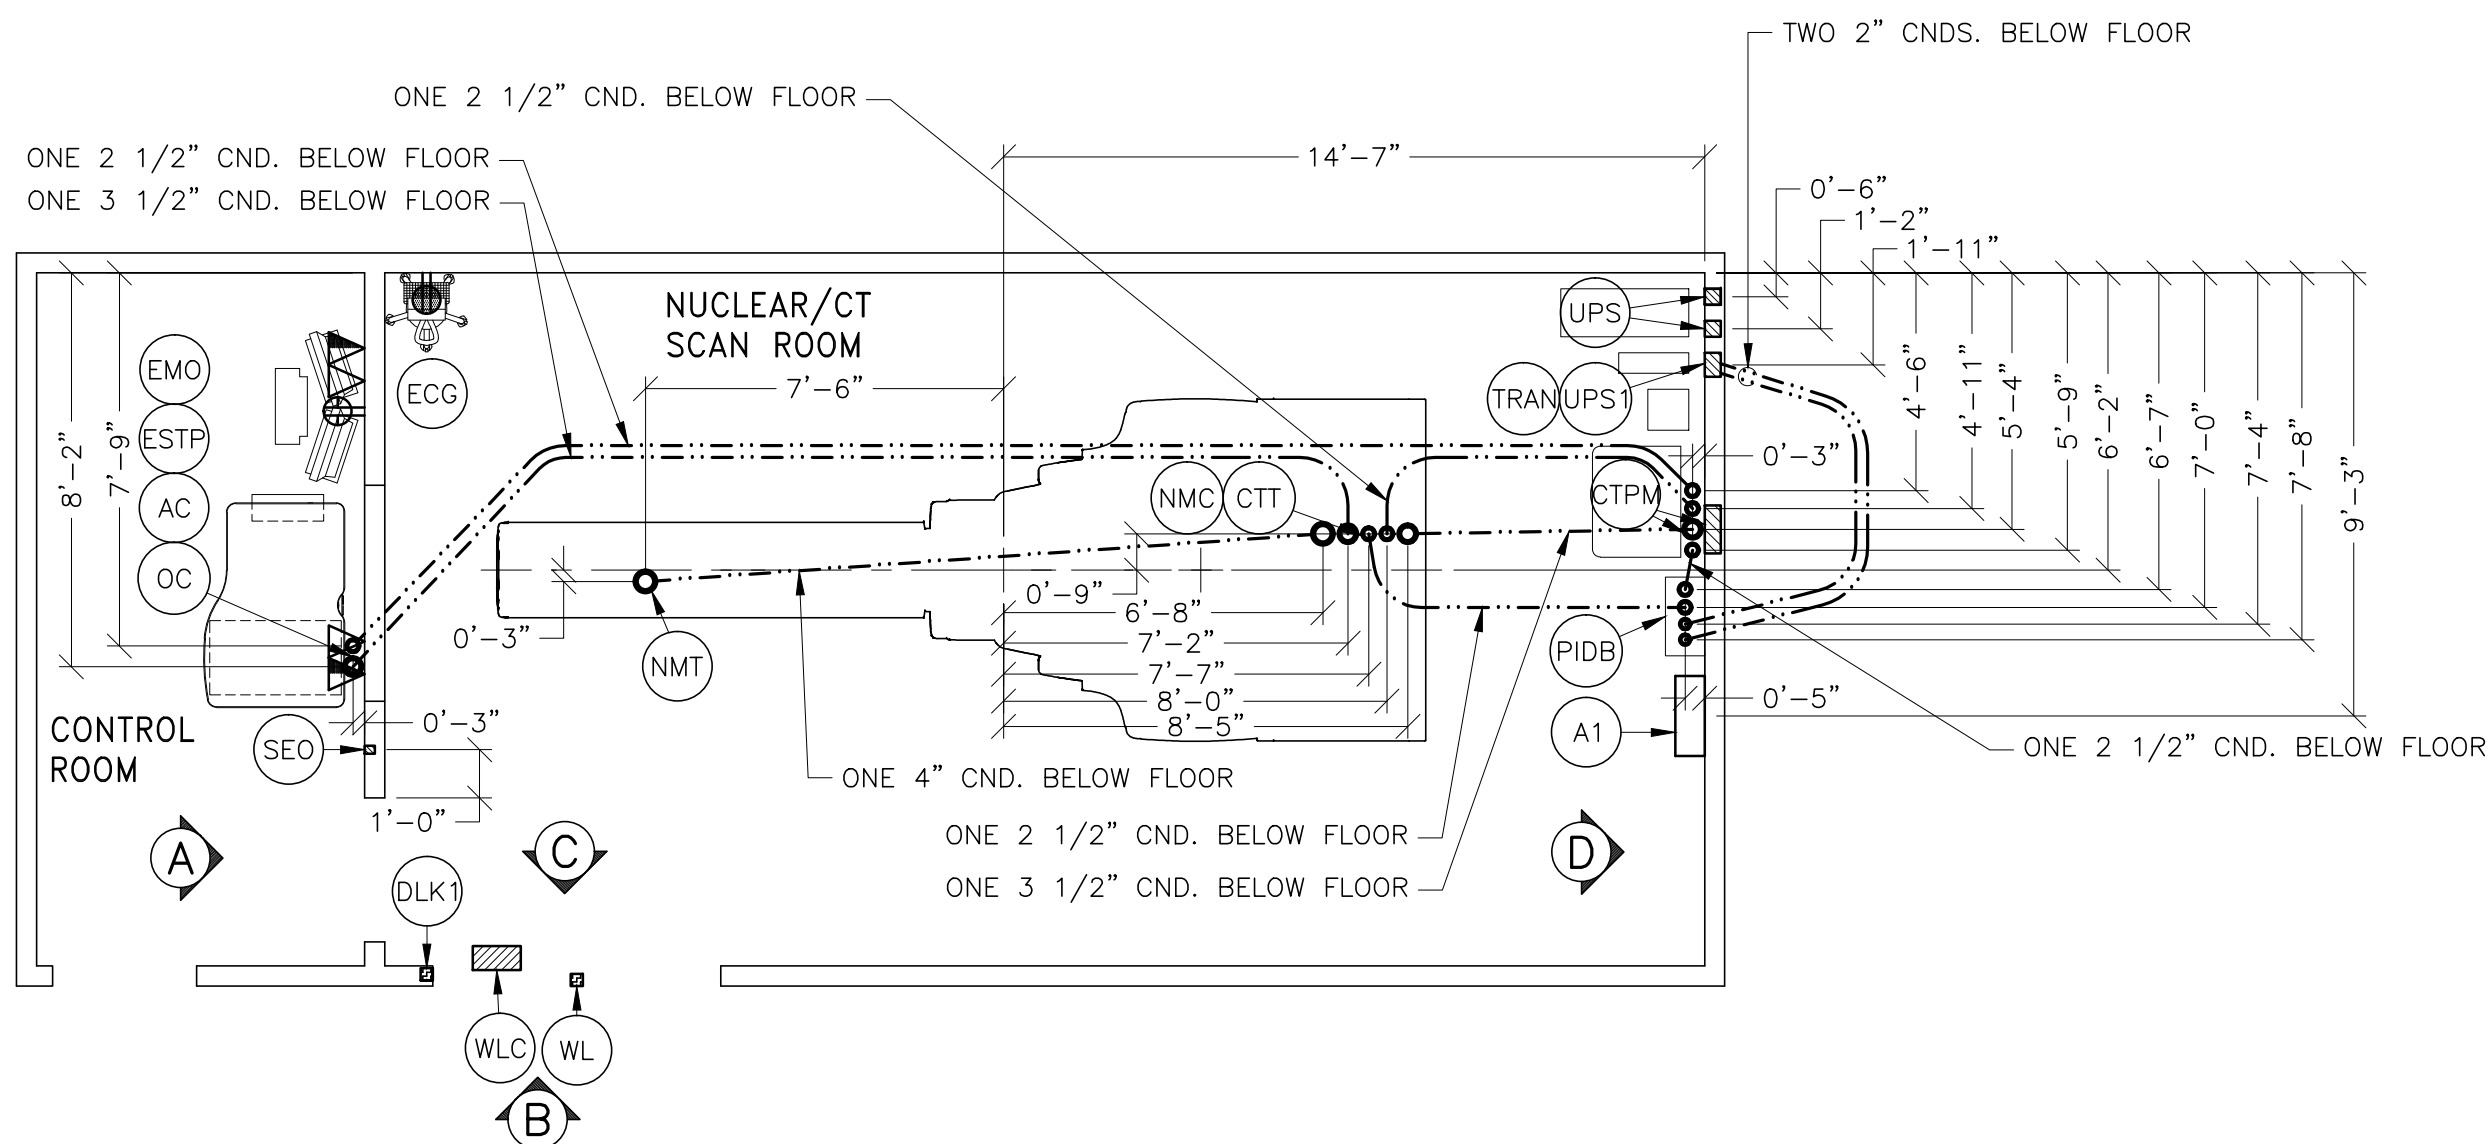 TWO 2” CNDS. BELOW FLOOR
ONE 2 1/2” CND. BELOW FLOOR
ONE 2 1/2” CND. BELOW FLOOR
ONE 3 1/2” CND. BELOW FLOOR
14’-7”
0’-6”
1’-2”
1’-11”
NUCLEAR/CT
SCAN ROOM
UPS
EMO
ECG
7’-6”
TRAN
UPS1
ESTP
8’-2”
7’-9”
4’-6”
4’-11”
5’-4”
5’-9”
6’-2”
6’-7”
7’-0”
7’-4”
7’-8”
9’-3”
0’-3”
NMC
CTT
CTPM
AC
OC
0’-9”
6’-8”
0’-3”
7’-2”
NMT
PIDB
7’-7”
8’-0”
8’-5”
0’-5”
CONTROL
ROOM
0’-3”
SEO
A1
ONE 2 1/2” CND. BELOW FLOOR
ONE 4” CND. BELOW FLOOR
1’-0”
ONE 2 1/2” CND. BELOW FLOOR
ONE 3 1/2” CND. BELOW FLOOR
A
C
D
DLK1
WLC
WL
B